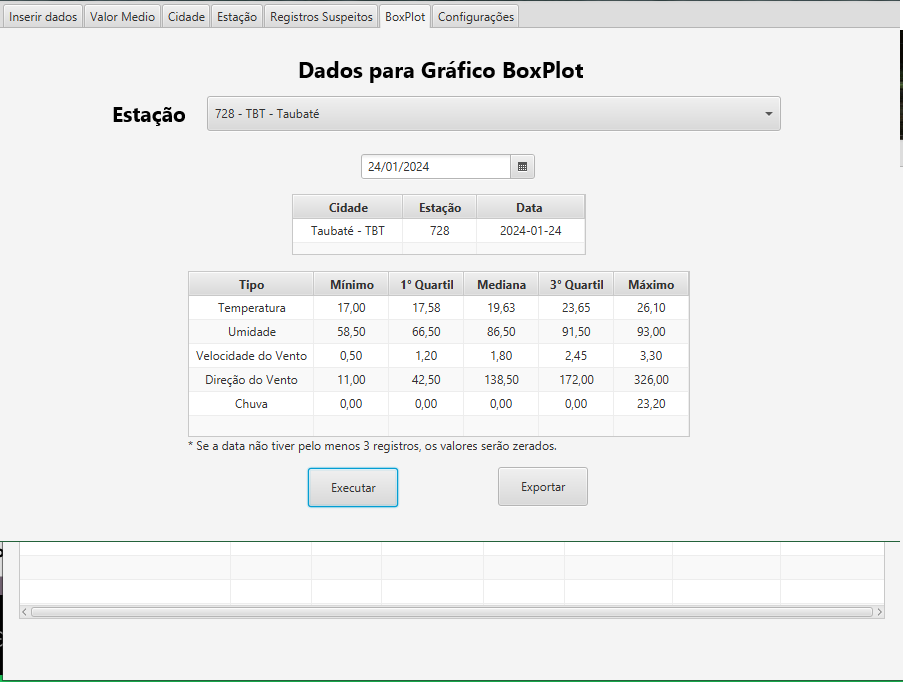 Inserir dados Valor Medio Cidade Estação Registros Suspeitos BoxPlot Configurações
Dados para Gráfico BoxPlot
Estação 728 - TBT - Taubaté
24/01/2024
Cidade Estação Data
Taubaté - TBT 728 2024-01-24
Tipo Mínimo 1° Quartil Mediana 3° Quartil Máximo
Temperatura 17,00 17,58 19,63 23,65 26,10
Umidade 58,50 66,50 86,50 91,50 93,00
Velocidade do Vento 0,50 1,20 1,80 2,45 3,30
Direção do Vento 11,00 42,50 138,50 172,00 326,00
Chuva 0,00 0,00 0,00 0,00 23,20
* Se a data não tiver pelo menos 3 registros, os valores serão zerados.
Executar Exportar